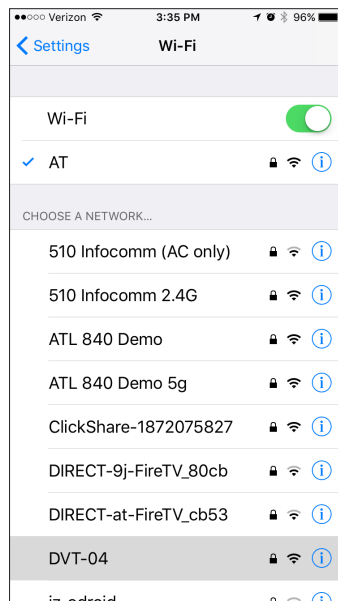 Verizon 3:35 PM 96%
Settings Wi-Fi
Wi-Fi
AT
CHOOSE A NETWORK...
510 Infocomm (AC only)
510 Infocomm 2.4G
ATL 840 Demo
ATL 840 Demo 5g
ClickShare-1872075827
DIRECT-9j-FireTV_80cb
DIRECT-at-FireTV_cb53
DVT-04